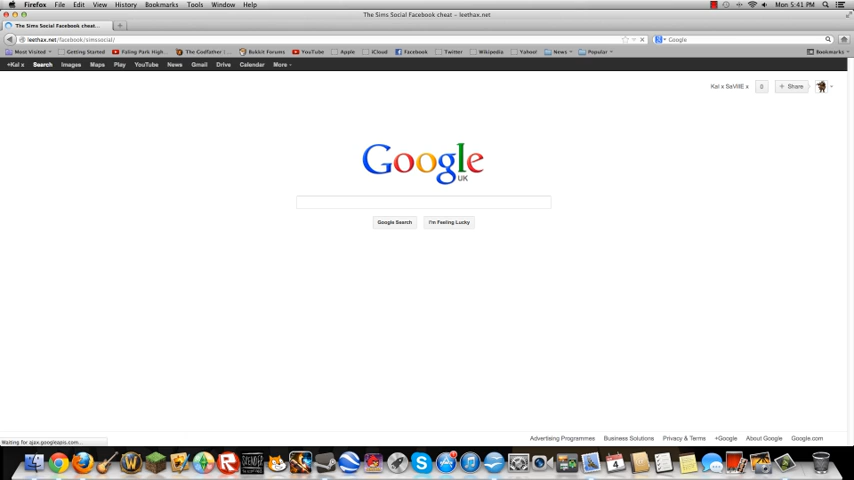 Firefox File Edit View History Bookmarks Tools Window Help Mon 5:41 PM
The Sims Social Facebook cheat – leethax.net
The Sims Social Facebook cheat...
leethax.net/facebook/simssocial/ Google
Most Visited Getting Started Faling Park High... The Godfather :... Bukkit Forums YouTube Apple iCloud Facebook Twitter Wikipedia Yahoo! News Popular Bookmarks
+Kal x Search Images Maps Play YouTube News Gmail Drive Calendar More
0 + Share
Google
UK
Google Search I'm Feeling Lucky
Advertising Programmes Business Solutions Privacy & Terms +Google About Google Google.com
Waiting for ajax.googleapis.com...
4